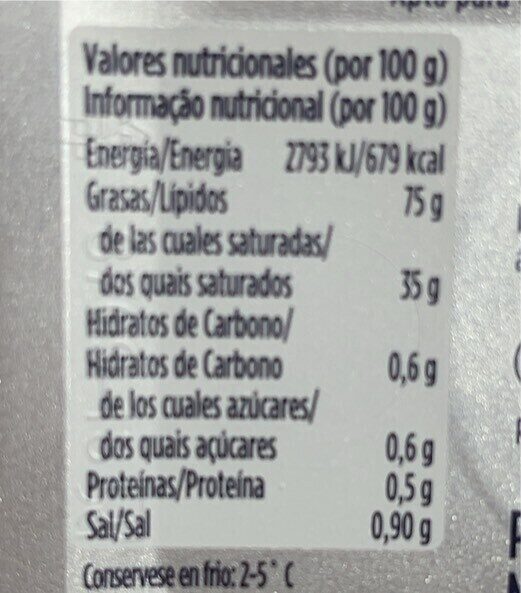 Valores nutricionales (por 100 g)
Informação nutricional (por 100 g)
Energía/Energia 2793 kJ/679 kcal
Grasas/Lípidos 75 g
de las cuales saturadas/
dos quais saturados 35 g
Hidratos de Carbono/
Hidratos de Carbono 0,6 g
de los cuales azúcares/
dos quais açúcares 0,6 g
Proteínas/Proteína 0,5 g
Sal/Sal 0,90 g
Conservese en frio: 2-5° C